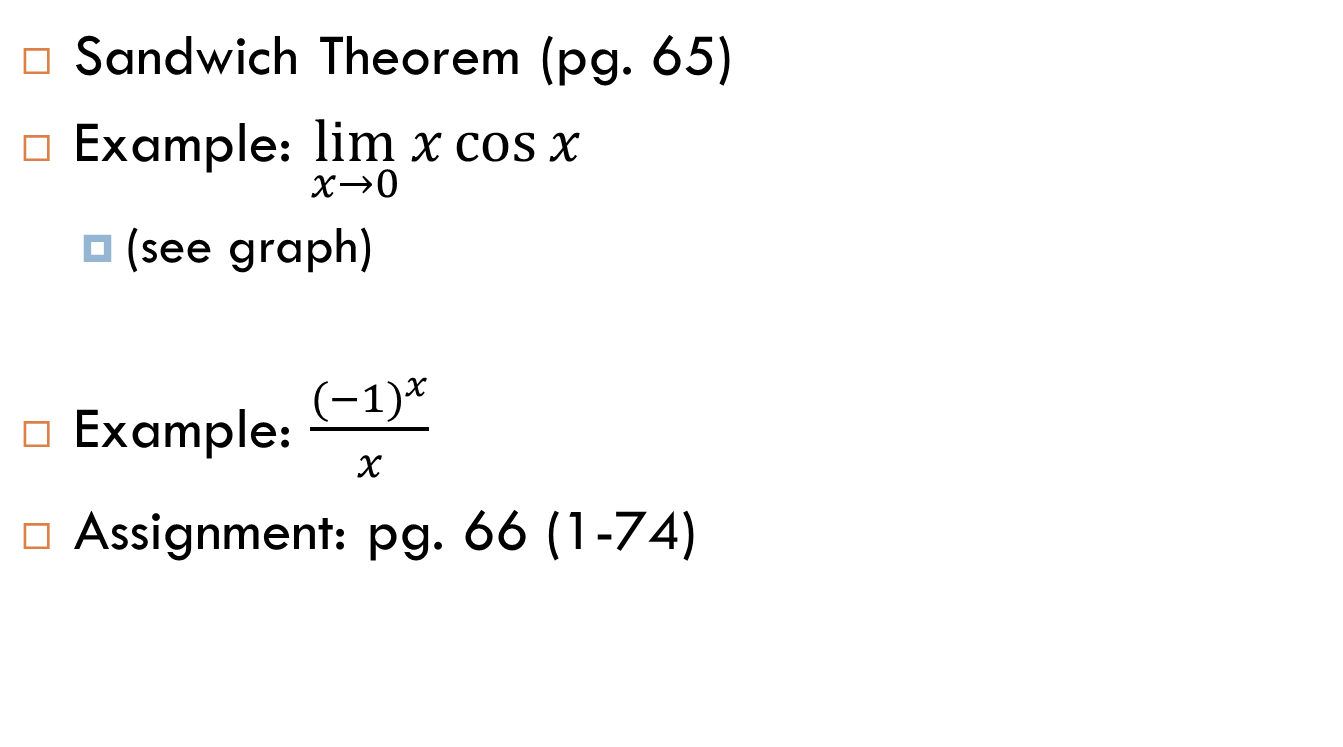 Sandwich Theorem (pg. 65)
Example: lim x cos x
x→0
(see graph)
Example: (−1)^x / x
Assignment: pg. 66 (1-74)